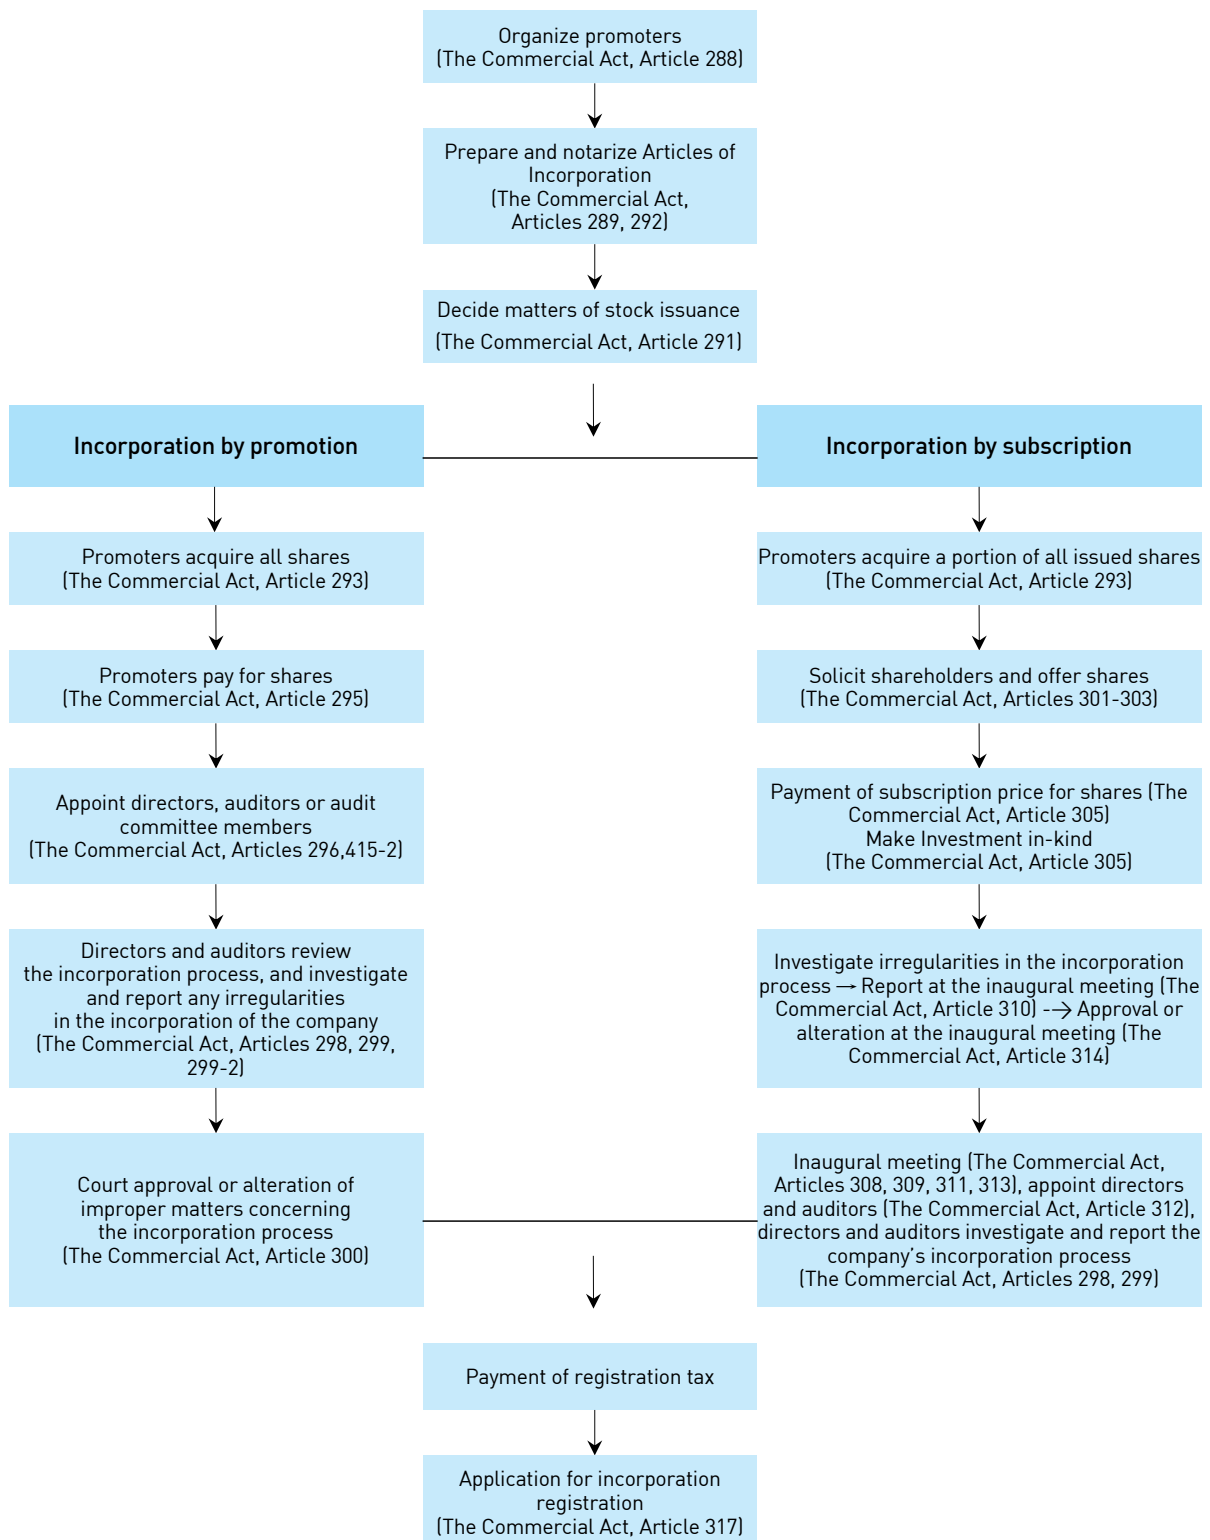 Organize promoters
(The Commercial Act, Article 288)
Prepare and notarize Articles of
Incorporation
(The Commercial Act,
Articles 289, 292)
Decide matters of stock issuance
(The Commercial Act, Article 291)
Incorporation by promotion
Promoters acquire all shares
(The Commercial Act, Article 293)
Promoters pay for shares
(The Commercial Act, Article 295)
Appoint directors, auditors or audit
committee members
(The Commercial Act, Articles 296,415-2)
Directors and auditors review
the incorporation process, and investigate
and report any irregularities
in the incorporation of the company
(The Commercial Act, Articles 298, 299,
299-2)
Court approval or alteration of
improper matters concerning
the incorporation process
(The Commercial Act, Article 300)
Incorporation by subscription
Promoters acquire a portion of all issued shares
(The Commercial Act, Article 293)
Solicit shareholders and offer shares
(The Commercial Act, Articles 301-303)
Payment of subscription price for shares (The
Commercial Act, Article 305)
Make Investment in-kind
(The Commercial Act, Article 305)
Investigate irregularities in the incorporation
process → Report at the inaugural meeting (The
Commercial Act, Article 310) --> Approval or
alteration at the inaugural meeting (The
Commercial Act, Article 314)
Inaugural meeting (The Commercial Act,
Articles 308, 309, 311, 313), appoint directors
and auditors (The Commercial Act, Article 312),
directors and auditors investigate and report the
company's incorporation process
(The Commercial Act, Articles 298, 299)
Payment of registration tax
Application for incorporation
registration
(The Commercial Act, Article 317)